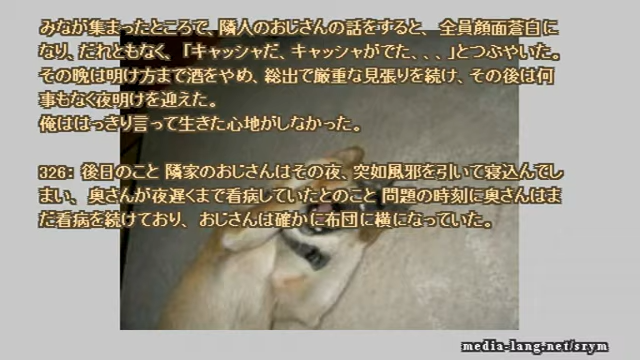 みなが集まったところで、隣人のおじさんの話をすると、全員顔面蒼白に
なり、だれともなく、「キャッシャだ、キャッシャがでた、、、」とつぶやいた。
その晩は明け方まで酒をやめ、総出で厳重な見張りを続け、その後は何
事もなく夜明けを迎えた。
俺ははっきり言って生きた心地がしなかった。
326: 後日のこと 隣家のおじさんはその夜、突如風邪を引いて寝込んでし
まい、奥さんが夜遅くまで看病していたとのこと 問題の時刻に奥さんはま
だ看病を続けており、おじさんは確かに布団に横になっていた。
media-lang-net/srym